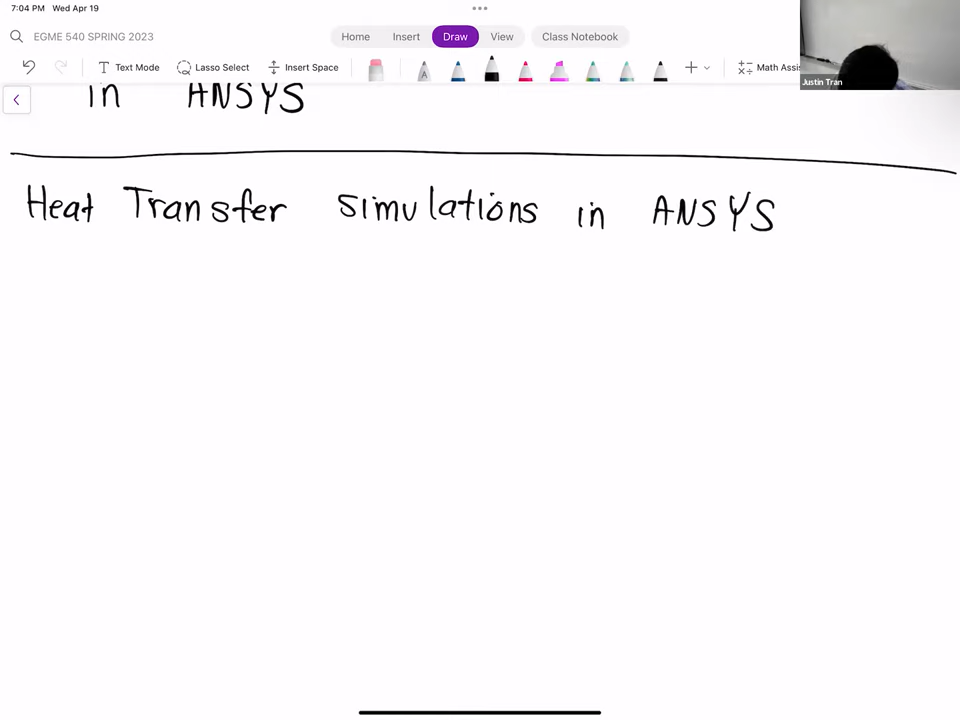 7:04 PM Wed Apr 19
EGME 540 SPRING 2023
Home Insert Draw View Class Notebook
T Text Mode Lasso Select Insert Space A Math Assis
Justin Tran
in ANSYS
Heat Transfer simulations in ANSYS